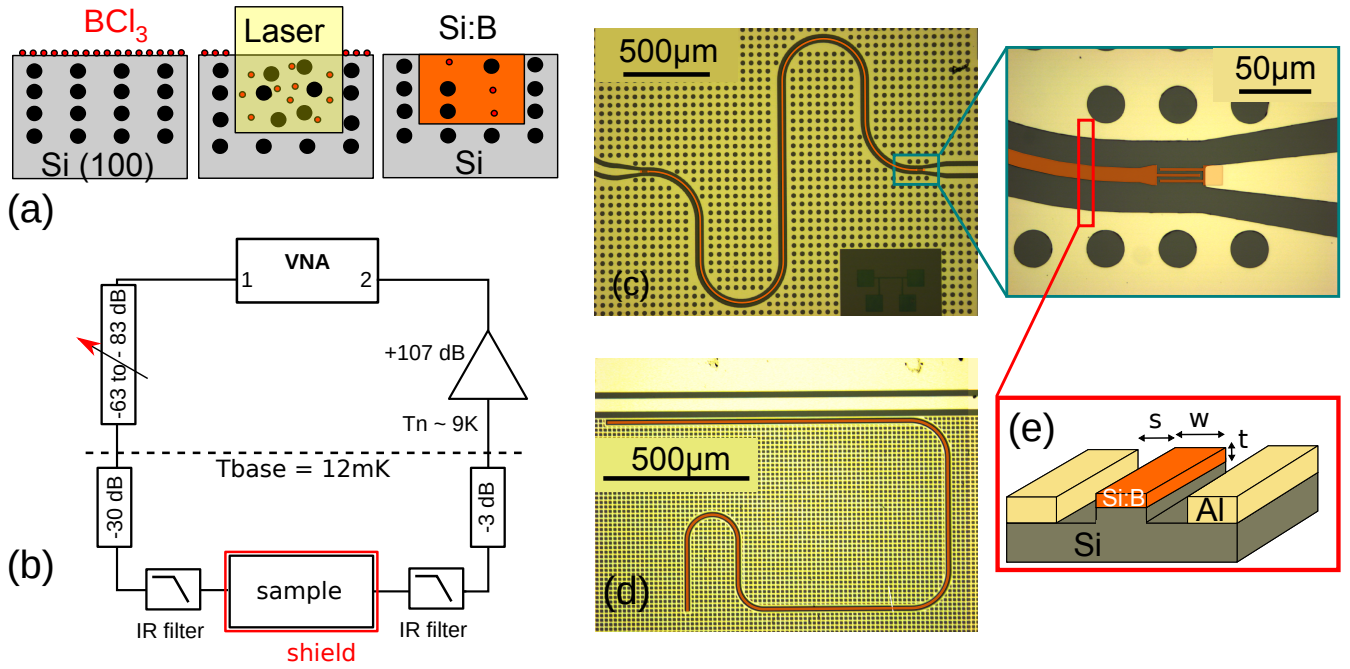 BCl₃
Laser
Si:B
Si (100)
Si
(a)
VNA
1
2
-63 to - 83 dB
+107 dB
Tn ~ 9K
Tbase = 12mK
-30 dB
-3 dB
(b)
sample
IR filter
IR filter
shield
500µm
(c)
50µm
500µm
(d)
(e)
s
w
t
Si:B
Al
Si